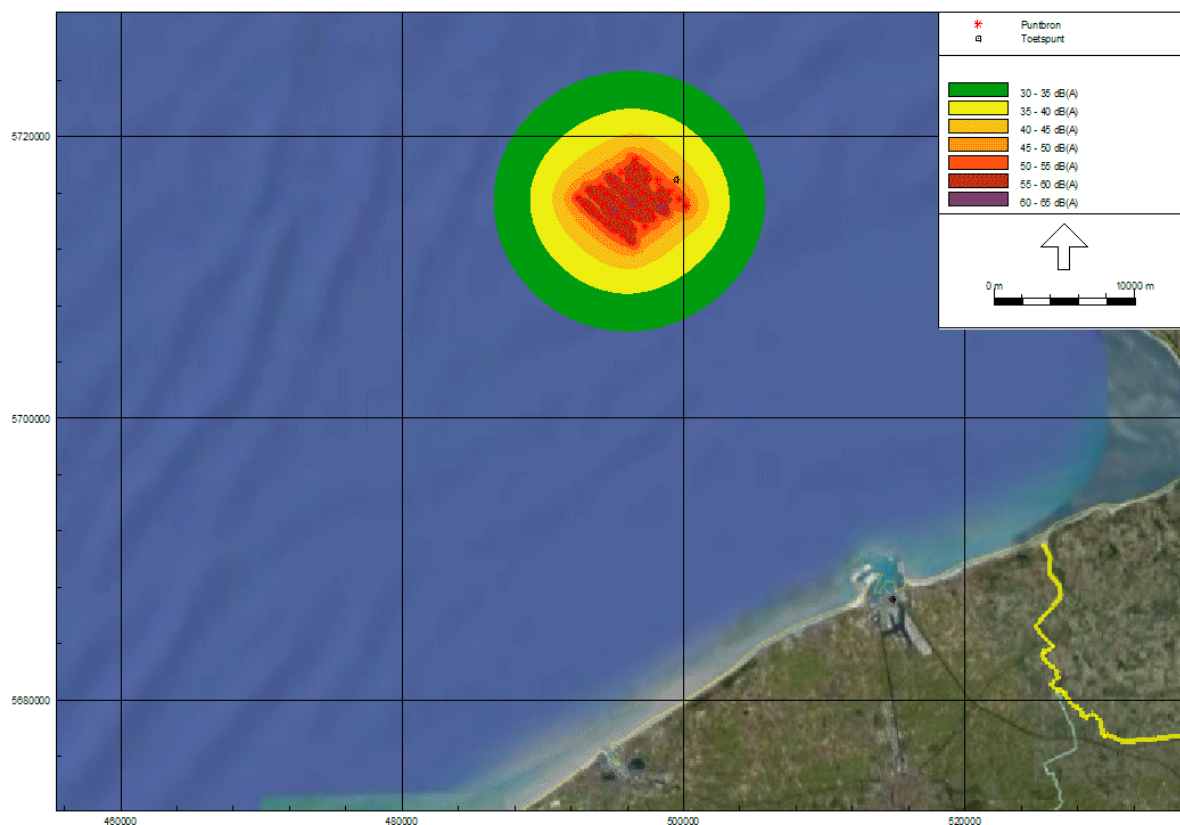 Puntbron
Toetspunt
30 - 35 dB(A)
35 - 40 dB(A)
40 - 45 dB(A)
45 - 50 dB(A)
50 - 55 dB(A)
55 - 60 dB(A)
60 - 65 dB(A)
0 m 10000 m
5720000
5700000
5680000
460000 480000 500000 520000